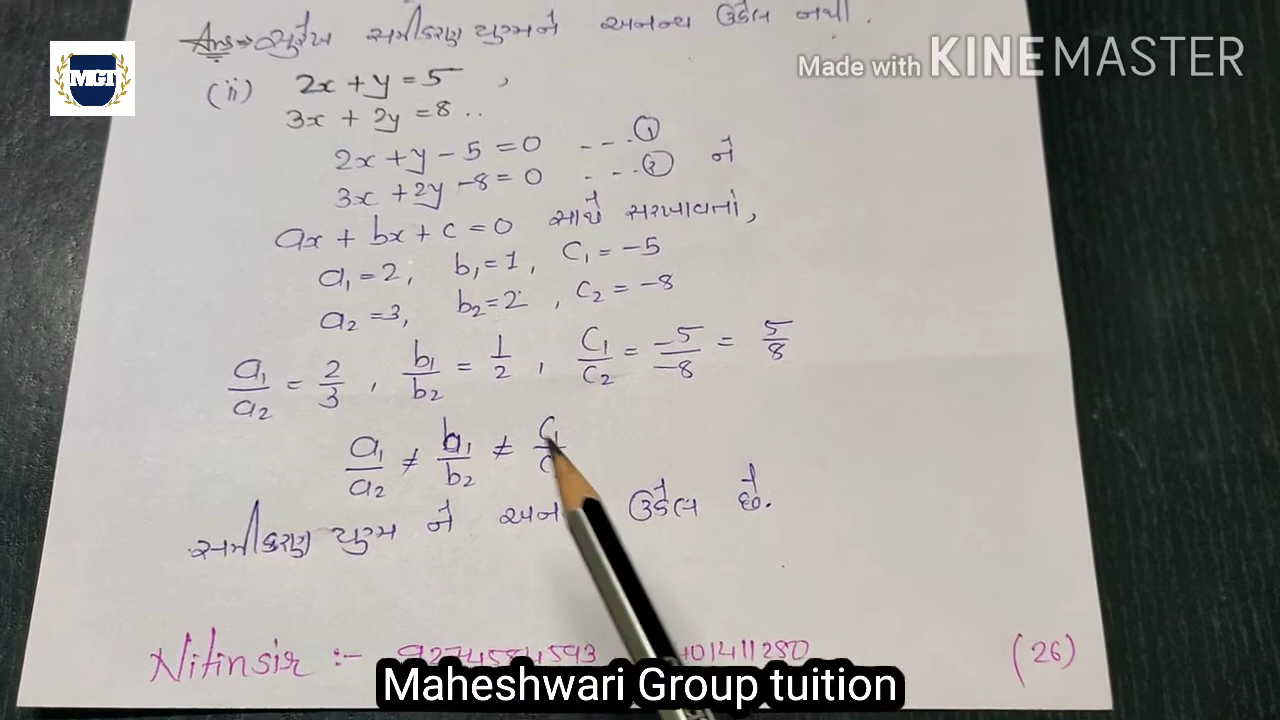 Ans → સુરેખ સમીકરણ યુગ્મને અનન્ય ઉકેલ નથી.
Made with KINEMASTER
MGT
(ii) 2x + y = 5 ,
3x + 2y = 8 ..
2x + y - 5 = 0 - - - ①
3x + 2y - 8 = 0 - - - ② ને
ax + bx + c = 0 સાથે સરખાવતાં,
a₁ = 2, b₁ = 1, c₁ = -5
a₂ = 3, b₂ = 2, c₂ = -8
a₁/a₂ = 2/3 , b₁/b₂ = 1/2 , c₁/c₂ = -5/-8 = 5/8
a₁/a₂ ≠ b₁/b₂ ≠ c₁/c
સમીકરણ યુગ્મ ને અન ઉકેલ છે.
Nitinsir :- (26)
Maheshwari Group tuition